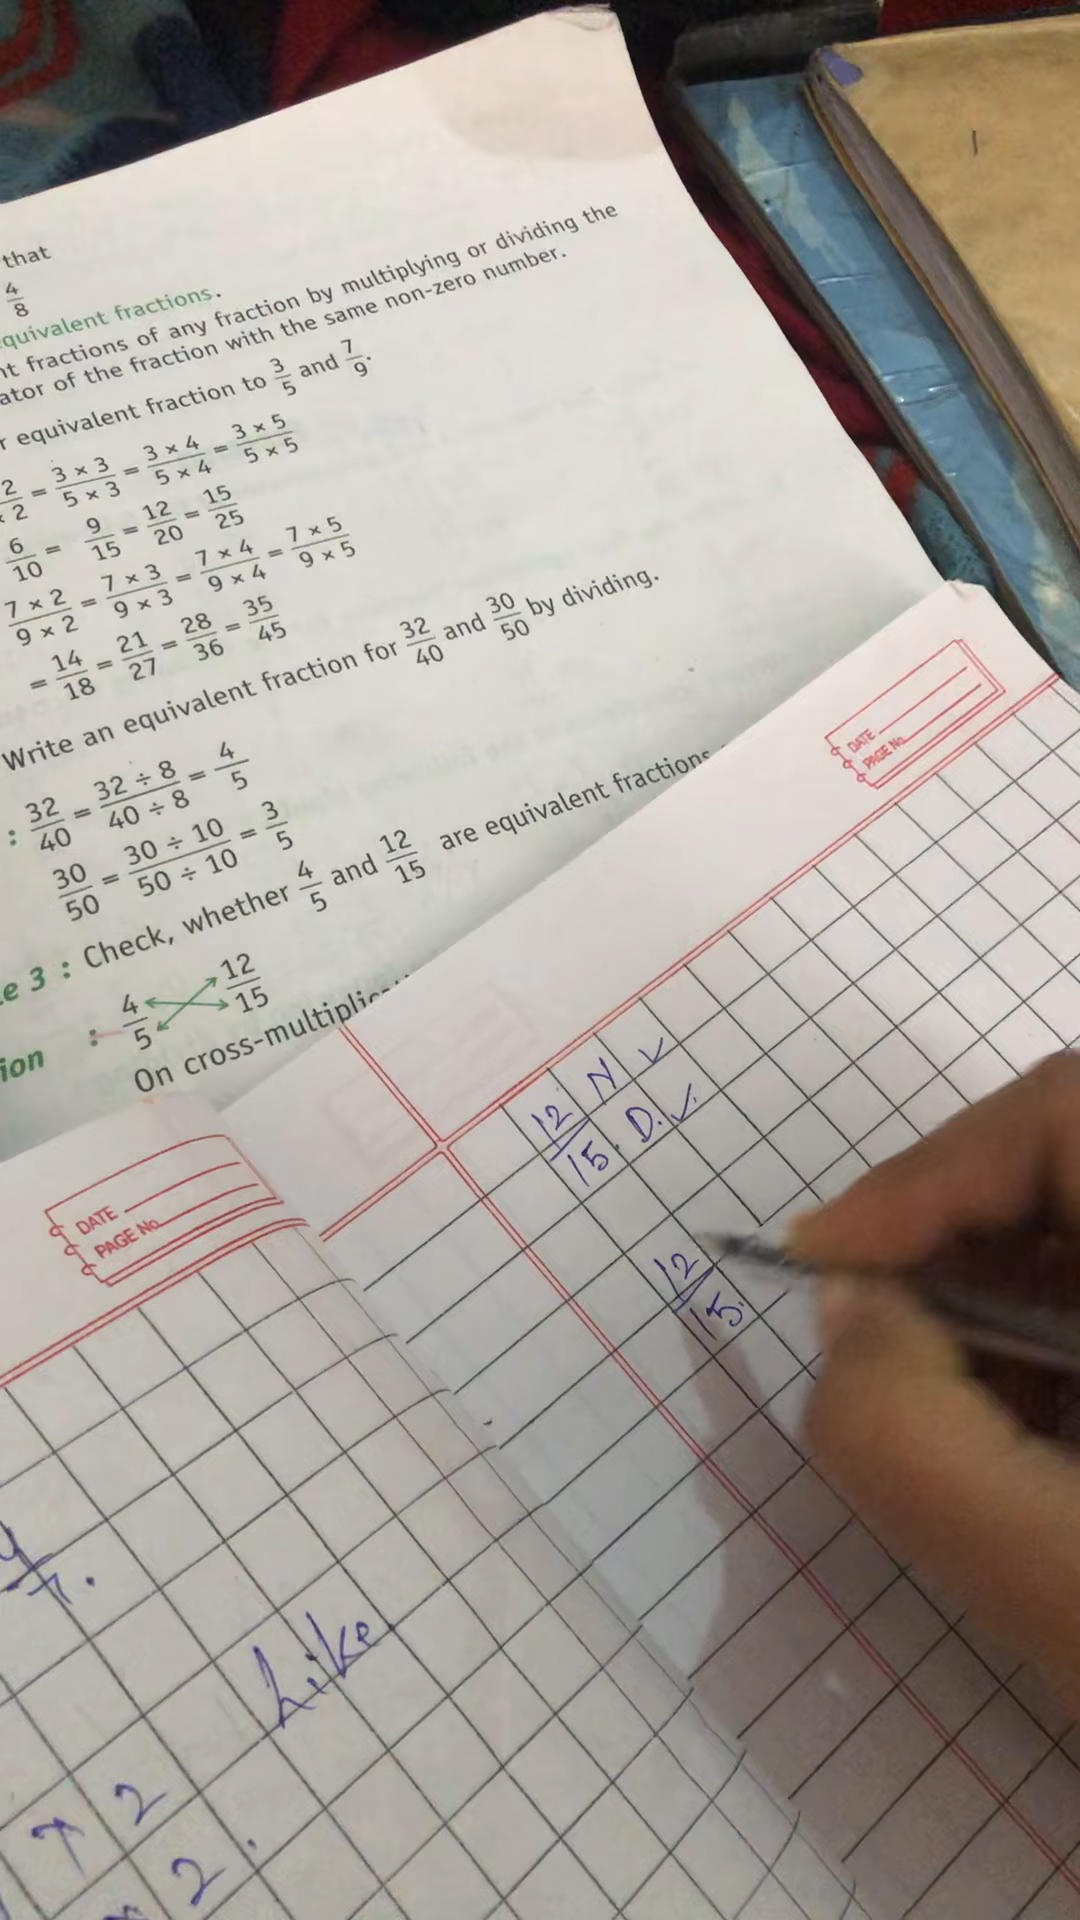 that
4/8
equivalent fractions.
fractions of any fraction by multiplying or dividing the
of the fraction with the same non-zero number.
equivalent fraction to 3/5 and 7/9.
2/× 2 = 3 × 3/5 × 3 = 3 × 4/5 × 4 = 3 × 5/5 × 5
6/10 = 9/15 = 12/20 = 15/25
7 × 2/9 × 2 = 7 × 3/9 × 3 = 7 × 4/9 × 4 = 7 × 5/9 × 5
= 14/18 = 21/27 = 28/36 = 35/45
Write an equivalent fraction for 32/40 and 30/50 by dividing.
: 32/40 = 32 ÷ 8/40 ÷ 8 = 4/5
30/50 = 30 ÷ 10/50 ÷ 10 = 3/5
3 : Check, whether 4/5 and 12/15 are equivalent fractions
: 4/5 12/15
On
DATE
PAGE No.
12/15 N ✓
D. ✓
12/15
DATE
PAGE No.
Like
2
2